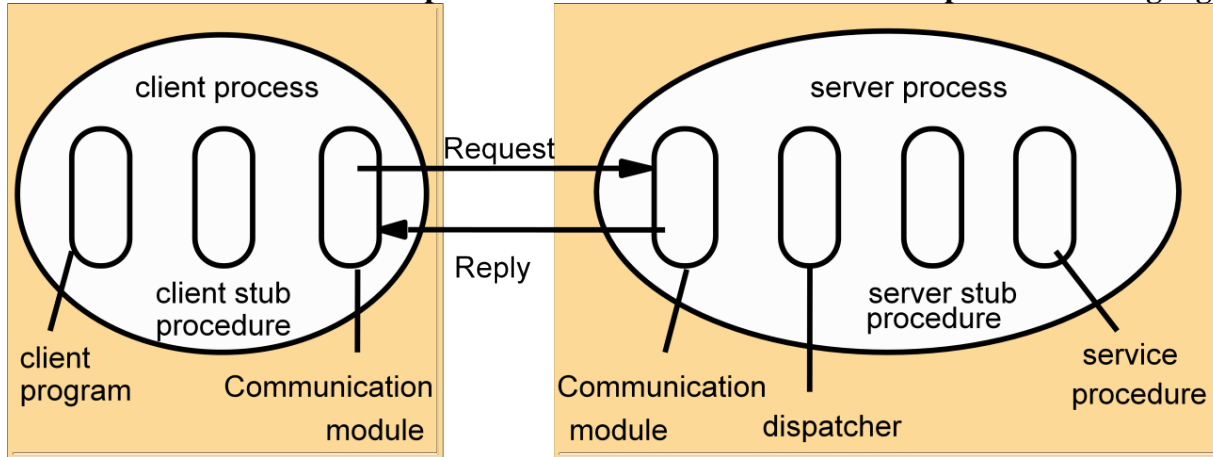 client process
server process
Request
Reply
client stub
procedure
server stub
procedure
client
program
Communication
module
Communication
module
dispatcher
service
procedure